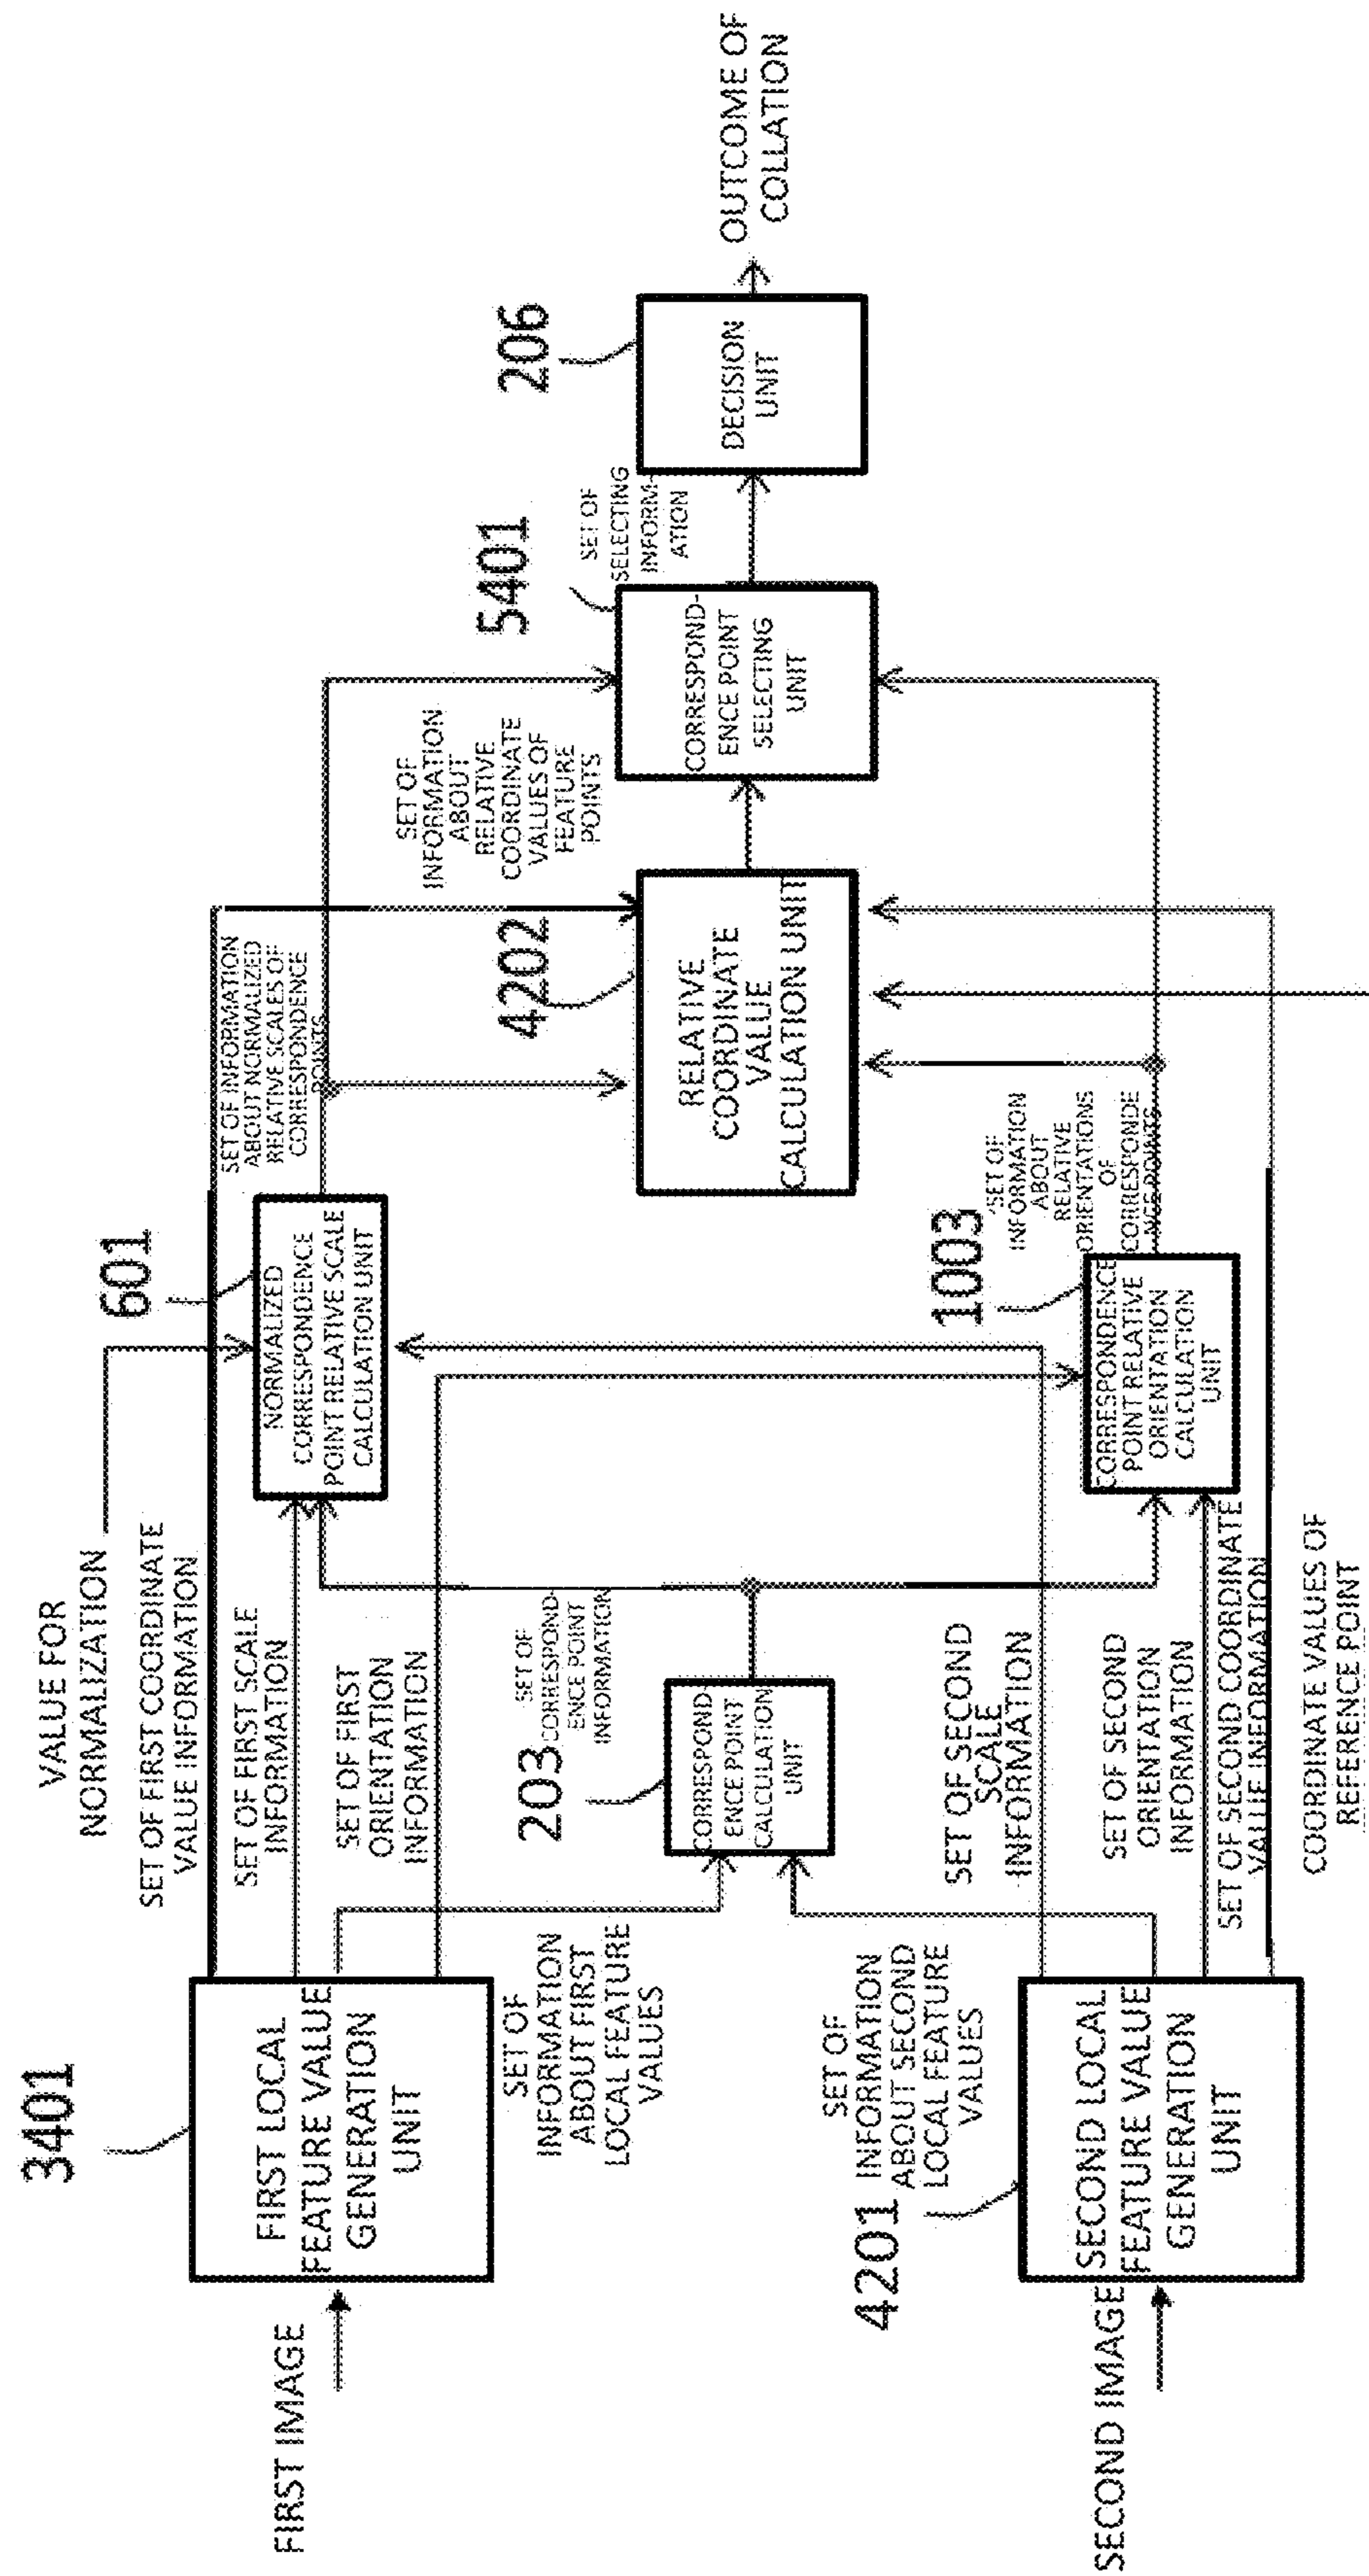 FIRST IMAGE
3401
FIRST LOCAL
FEATURE VALUE
GENERATION
UNIT
SECOND IMAGE
4201
SECOND LOCAL
FEATURE VALUE
GENERATION
UNIT
VALUE FOR
NORMALIZATION
SET OF FIRST COORDINATE
VALUE INFORMATION
SET OF FIRST SCALE
INFORMATION
SET OF FIRST
ORIENTATION
INFORMATION
SET OF
INFORMATION
ABOUT FIRST
LOCAL FEATURE
VALUES
SET OF
INFORMATION
ABOUT SECOND
LOCAL FEATURE
VALUES
203
CORRESPOND-
ENCE POINT
CALCULATION
UNIT
SET OF
CORRESPOND-
ENCE POINT
INFORMATION
SET OF SECOND
SCALE
INFORMATION
SET OF SECOND
ORIENTATION
INFORMATION
SET OF SECOND COORDINATE
VALUE INFORMATION
COORDINATE VALUES OF
REFERENCE POINT
601
NORMALIZED
CORRESPONDENCE
POINT RELATIVE SCALE
CALCULATION UNIT
1003
CORRESPONDENCE
POINT RELATIVE
ORIENTATION
CALCULATION
UNIT
SET OF INFORMATION
ABOUT NORMALIZED
RELATIVE SCALES OF
CORRESPONDENCE
POINTS
SET OF
INFORMATION
ABOUT
RELATIVE
ORIENTATIONS
OF
CORRESPONDE
NCE POINTS
4202
RELATIVE
COORDINATE
VALUE
CALCULATION UNIT
SET OF
INFORMATION
ABOUT
RELATIVE
COORDINATE
VALUES OF
FEATURE
POINTS
5401
CORRESPOND-
ENCE POINT
SELECTING
UNIT
SET OF
SELECTING
INFORM-
ATION
206
DECISION
UNIT
OUTCOME OF
COLLATION